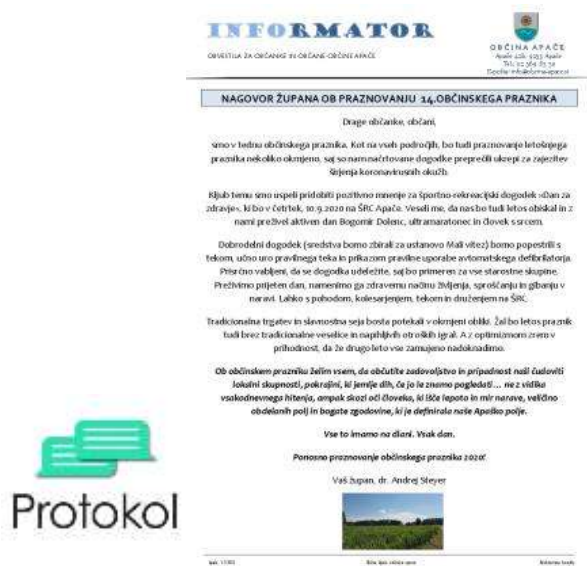 INFORMATOR
OBVESTILA ZA OBČANKE IN OBČANE OBČINE APAČE
OBČINA APAČE
NAGOVOR ŽUPANA OB PRAZNOVANJU 14.OBČINSKEGA PRAZNIKA
Drage občanke, občani,
smo v tednu občinskega praznika. Kot na vseh področjih, bo tudi praznovanje letošnjega
praznika nekoliko okrnjeno, saj so nam načrtovane dogodke preprečili ukrepi za zajezitev
širjenja koronavirusnih okužb.
Kljub temu smo uspeli pridobiti pozitivno mnenje za športno-rekreacijski dogodek »Dan za
zdravje«, ki bo v četrtek, 10.9.2020 na ŠRC Apače. Veseli me, da nas bo tudi letos obiskal in z
nami preživel aktiven dan Bogomir Dolenc, ultramaratonec in človek s srcem.
Dobrodelni dogodek (sredstva bomo zbirali za ustanovo Mali vitez) bomo popestrili s
tekom, učno uro pravilnega teka in prikazom pravilne uporabe avtomatskega defibrilatorja.
Prisrčno vabljeni, da se dogodka udeležite, saj bo primeren za vse starostne skupine.
Preživimo prijeten dan, namenimo ga zdravemu načinu življenja, sproščanju in gibanju v
naravi. Lahko s pohodom, kolesarjenjem, tekom in druženjem na ŠRC.
Tradicionalna trgatev in slavnostna seja bosta potekali v okrnjeni obliki. Žal bo letos praznik
tudi brez tradicionalne veselice in napihljivih otroških igral. A z optimizmom zrem v
prihodnost, da že drugo leto vse zamujeno nadoknadimo.
Ob občinskem prazniku želim vsem, da občutite zadovoljstvo in pripadnost naši čudoviti
lokalni skupnosti, pokrajini, ki jemlje dih, če jo le znamo pogledati... ne z vidika
vsakodnevnega hitenja, ampak skozi oči človeka, ki išče lepoto in mir narave, veličino
obdelanih polj in bogate zgodovine, ki je definirala naše Apaško polje.
Vse to imamo na dlani. Vsak dan.
Ponosno praznovanje občinskega praznika 2020!
Vaš župan, dr. Andrej Steyer
Protokol